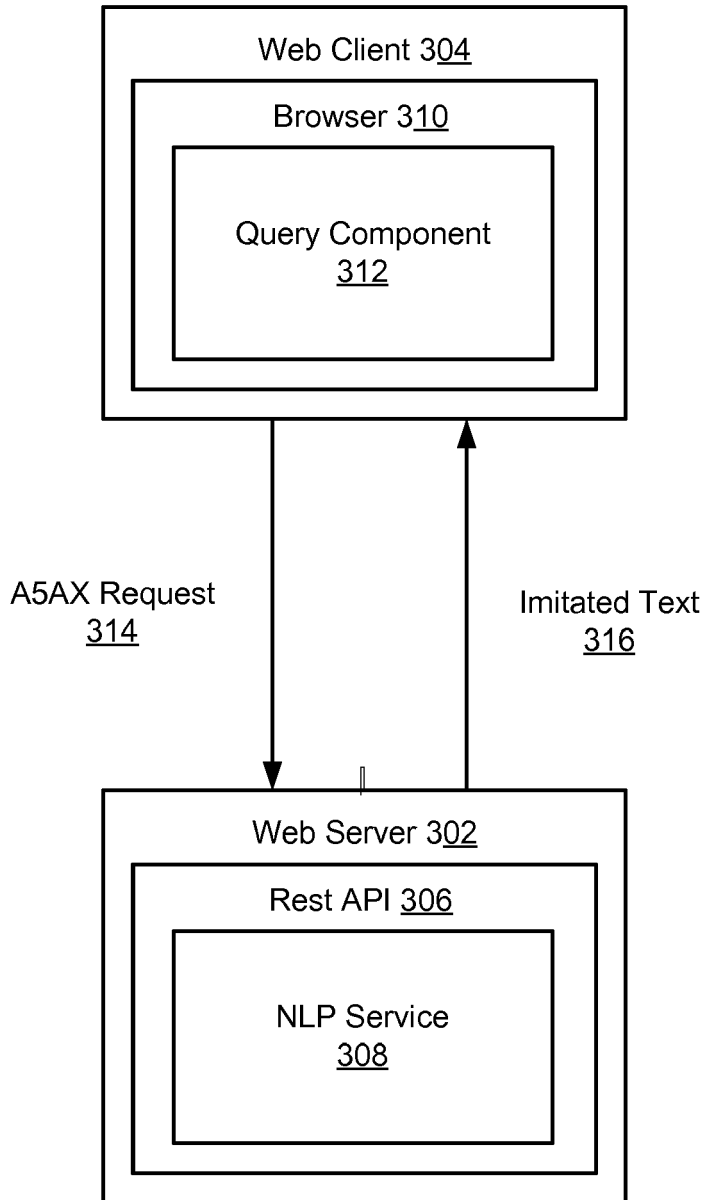 Web Client 304
Browser 310
Query Component
312
A5AX Request
314
Imitated Text
316
Web Server 302
Rest API 306
NLP Service
308